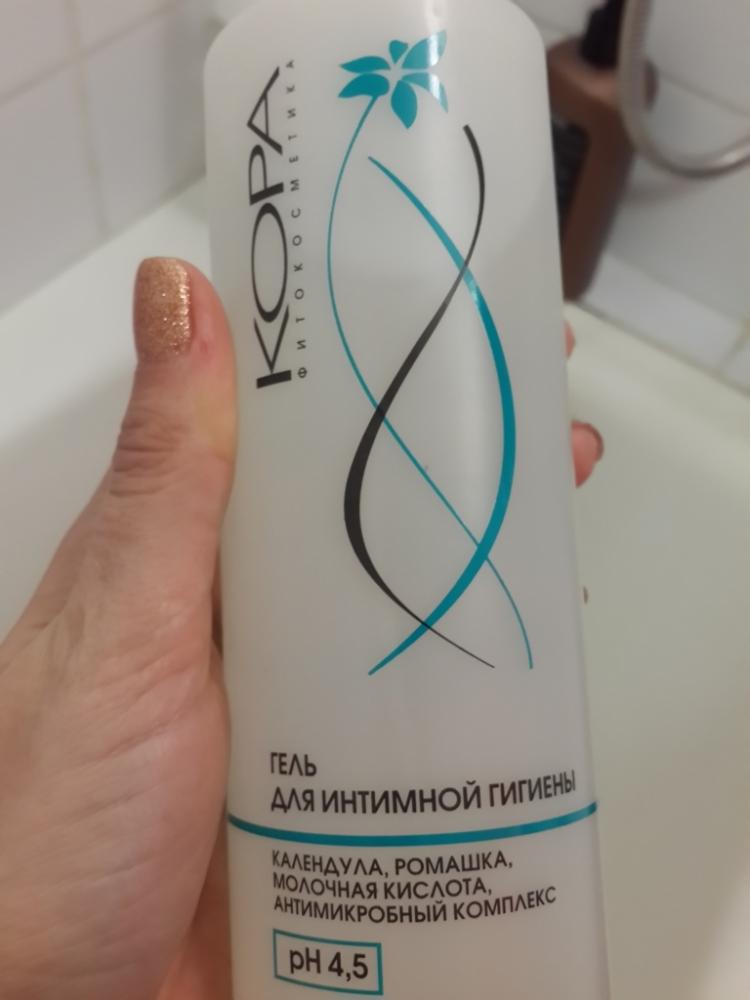 КОРА
ФИТОКОСМЕТИКА
ГЕЛЬ
ДЛЯ ИНТИМНОЙ ГИГИЕНЫ
КАЛЕНДУЛА, РОМАШКА,
МОЛОЧНАЯ КИСЛОТА,
АНТИМИКРОБНЫЙ КОМПЛЕКС
pH 4,5